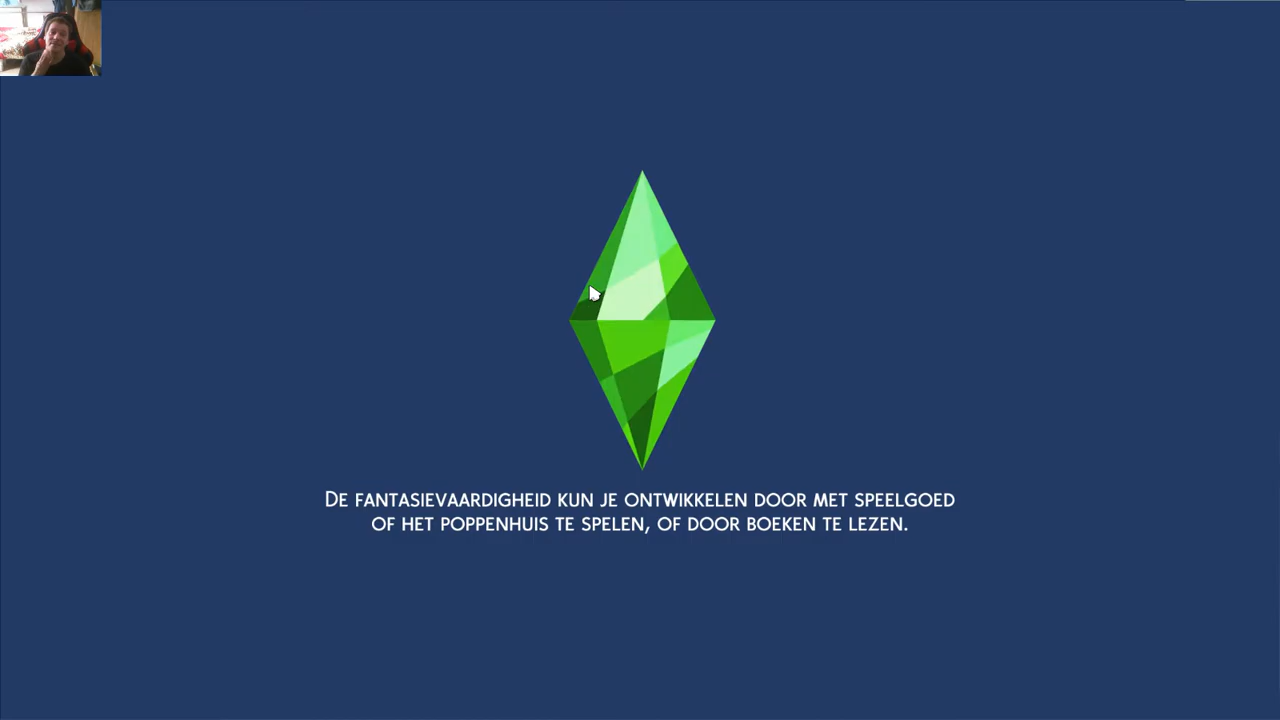 DE FANTASIEVAARDIGHEID KUN JE ONTWIKKELEN DOOR MET SPEELGOED
OF HET POPPENHUIS TE SPELEN, OF DOOR BOEKEN TE LEZEN.